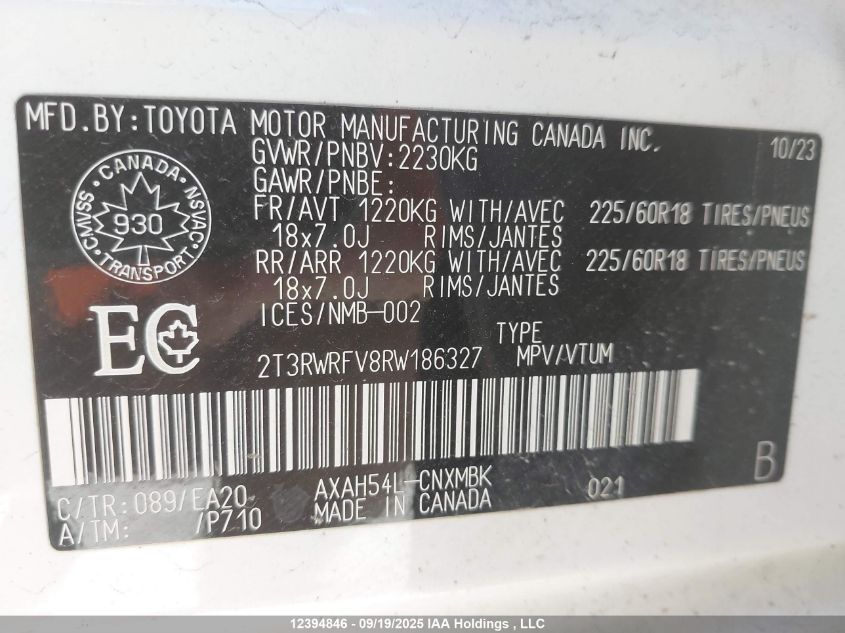 MFD.BY:TOYOTA MOTOR MANUFACTURING CANADA INC. 10/23
GVWR/PNBV:2230KG
GAWR/PNBE:
FR/AVT 1220KG WITH/AVEC 225/60R18 TIRES/PNEUS
18x7.0J RIMS/JANTES
RR/ARR 1220KG WITH/AVEC 225/60R18 TIRES/PNEUS
18x7.0J RIMS/JANTES
ICES/NMB-002
CANADA
CMVSS NSVAC
930
TRANSPORT
EC
TYPE
2T3RWRFV8RW186327 MPV/VTUM
B
C/TR:089/EA20 AXAH54L-CNXMBK 021
A/TM: /P710 MADE IN CANADA
12394846 - 09/19/2025 IAA Holdings , LLC